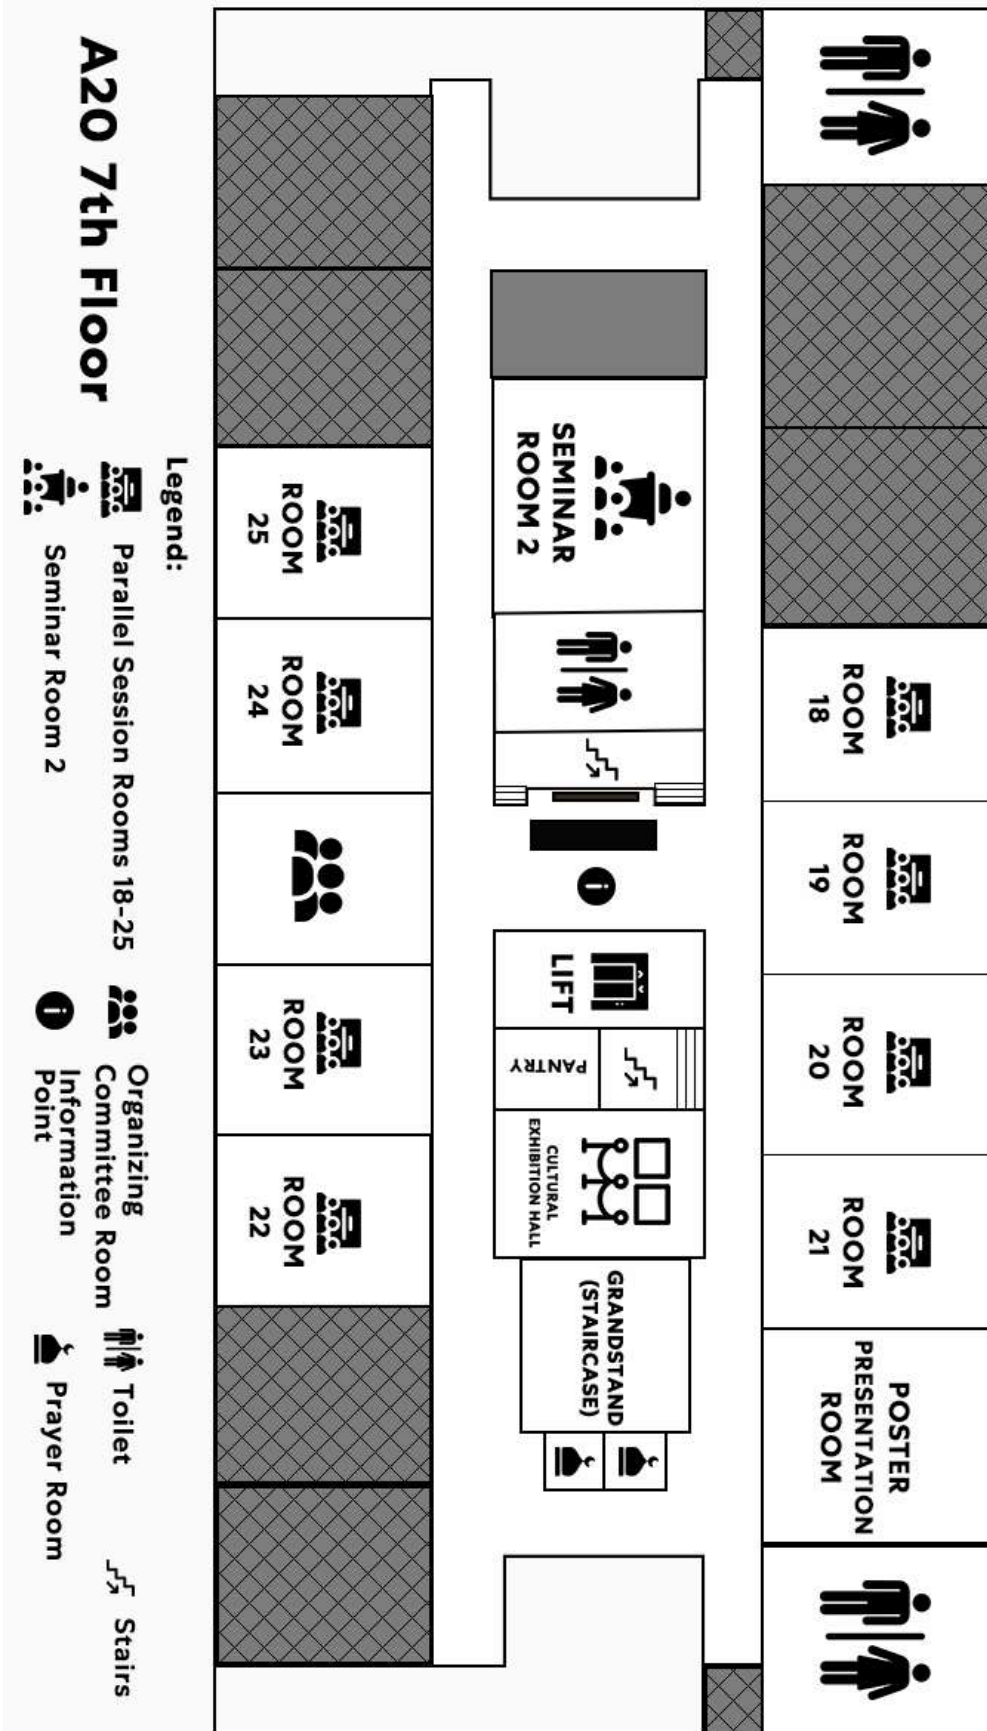 ROOM
18
ROOM
19
ROOM
20
ROOM
21
POSTER
PRESENTATION
ROOM
SEMINAR
ROOM 2
LIFT
PANTRY
CULTURAL
EXHIBITION HALL
GRANDSTAND
(STAIRCASE)
ROOM
25
ROOM
24
ROOM
23
ROOM
22
A20 7th Floor
Legend:
Parallel Session Rooms 18-25
Seminar Room 2
Organizing
Committee Room
Information
Point
Toilet
Prayer Room
Stairs